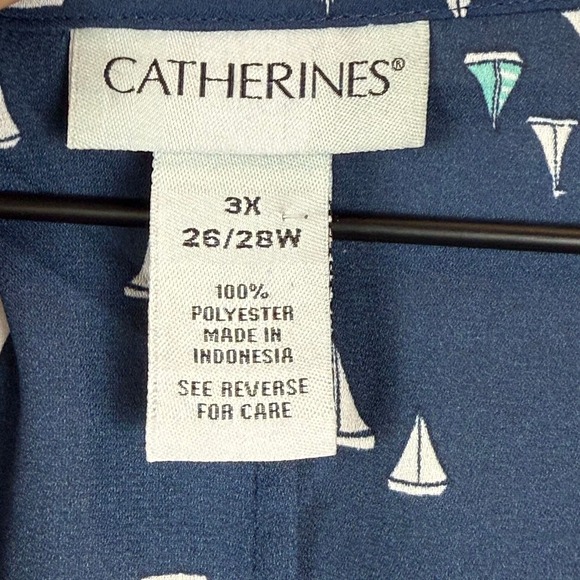 CATHERINES®
3X
26/28W
100%
POLYESTER
MADE IN
INDONESIA
SEE REVERSE
FOR CARE